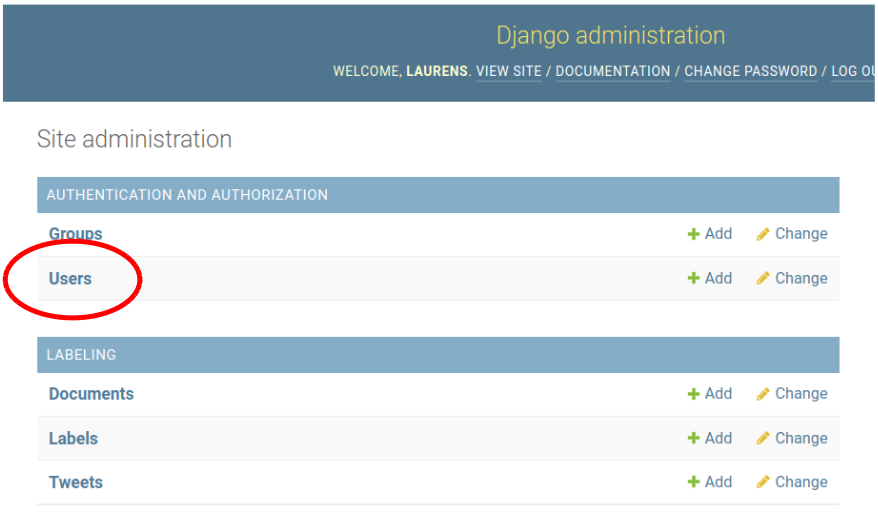 Django administration
WELCOME, LAURENS. VIEW SITE / DOCUMENTATION / CHANGE PASSWORD / LOG OU
Site administration
AUTHENTICATION AND AUTHORIZATION
Groups + Add Change
Users + Add Change
LABELING
Documents + Add Change
Labels + Add Change
Tweets + Add Change